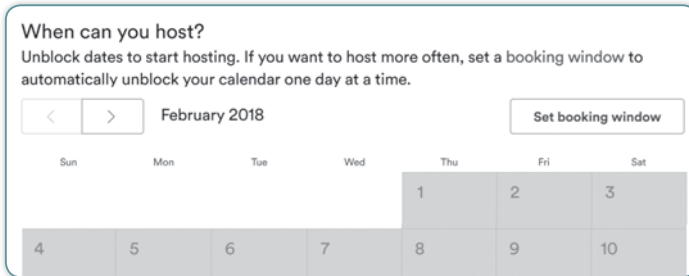 When can you host?
Unblock dates to start hosting. If you want to host more often, set a booking window to
automatically unblock your calendar one day at a time.
< > February 2018 Set booking window
Sun Mon Tue Wed Thu Fri Sat
1 2 3
4 5 6 7 8 9 10